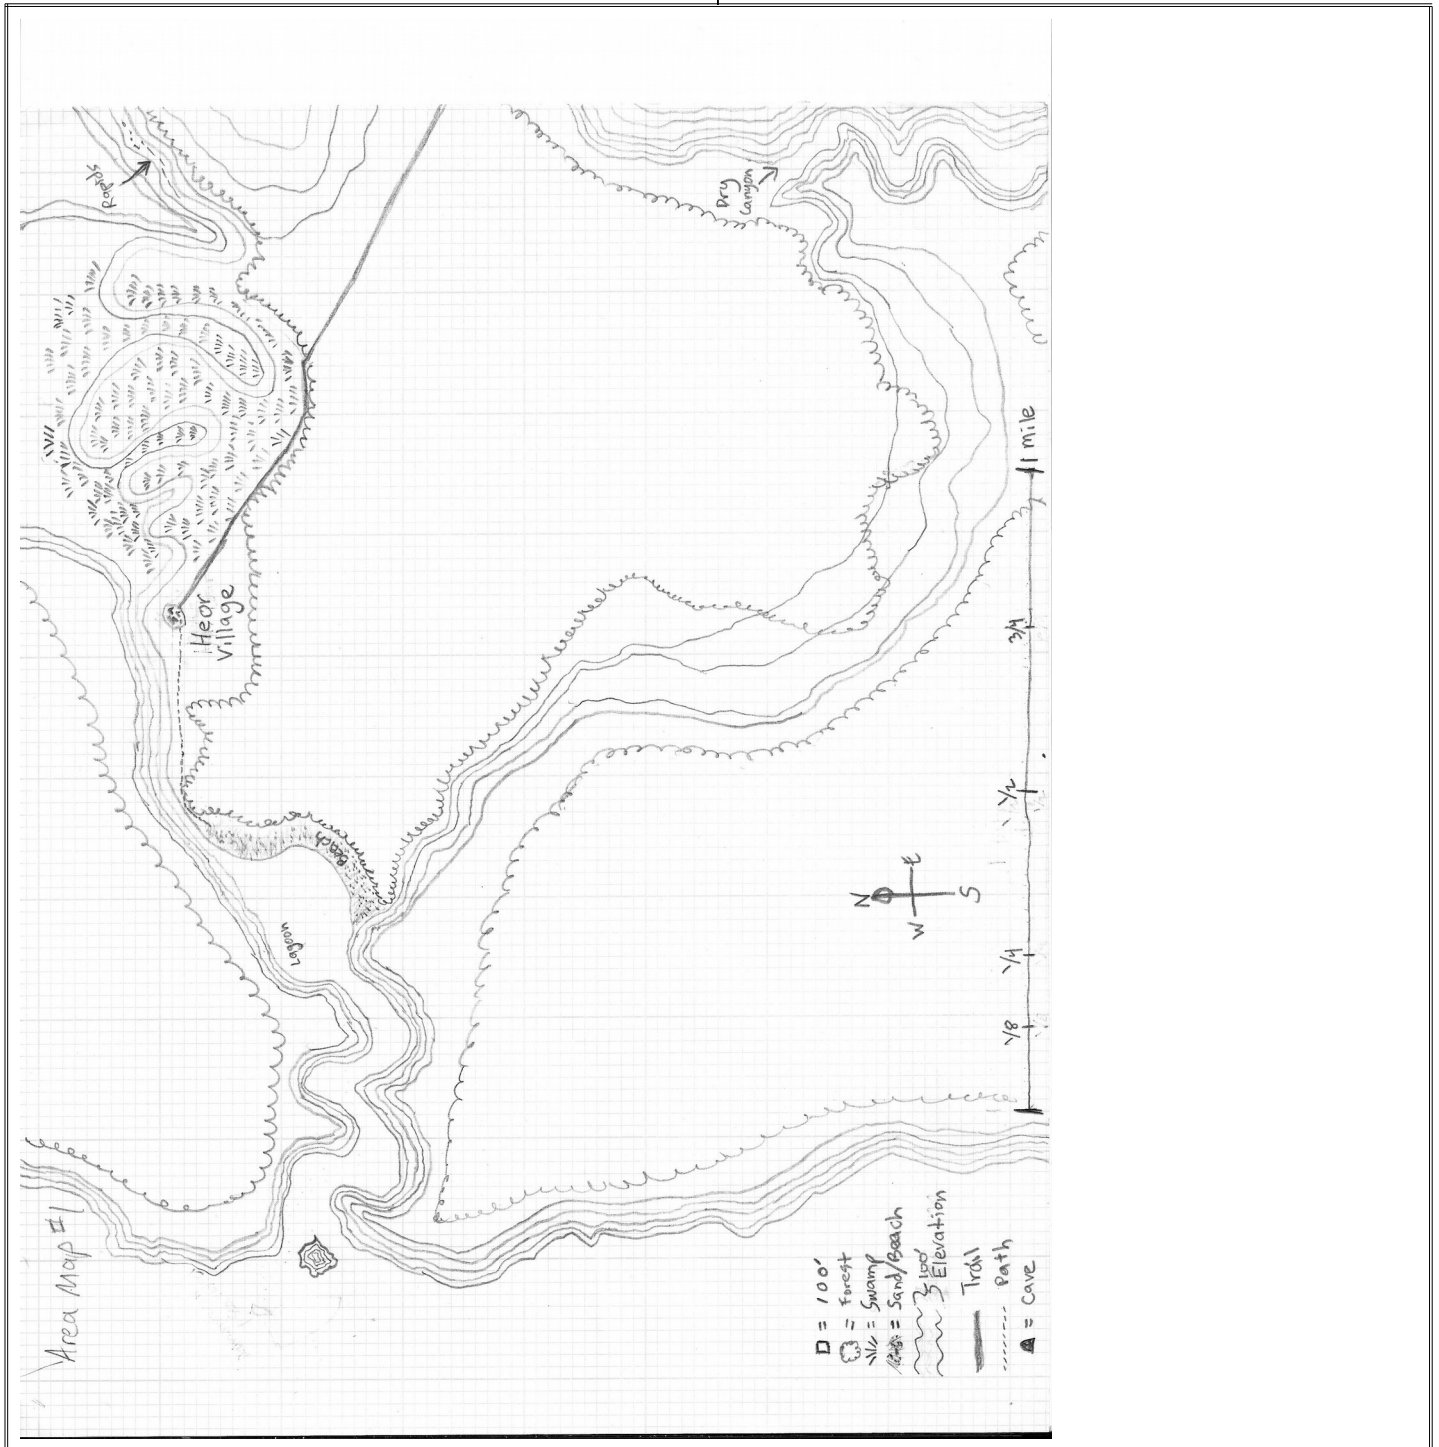 Area Map #1
Rapids
Heor
Village
Beach
Lagoon
Dry
Canyon
N
W E
S
1/8
1/4
1/2
3/4
1 mile
□ = 100'
= Forest
= Swamp
= Sand/Beach
100'
Elevation
Trail
Path
= Cave